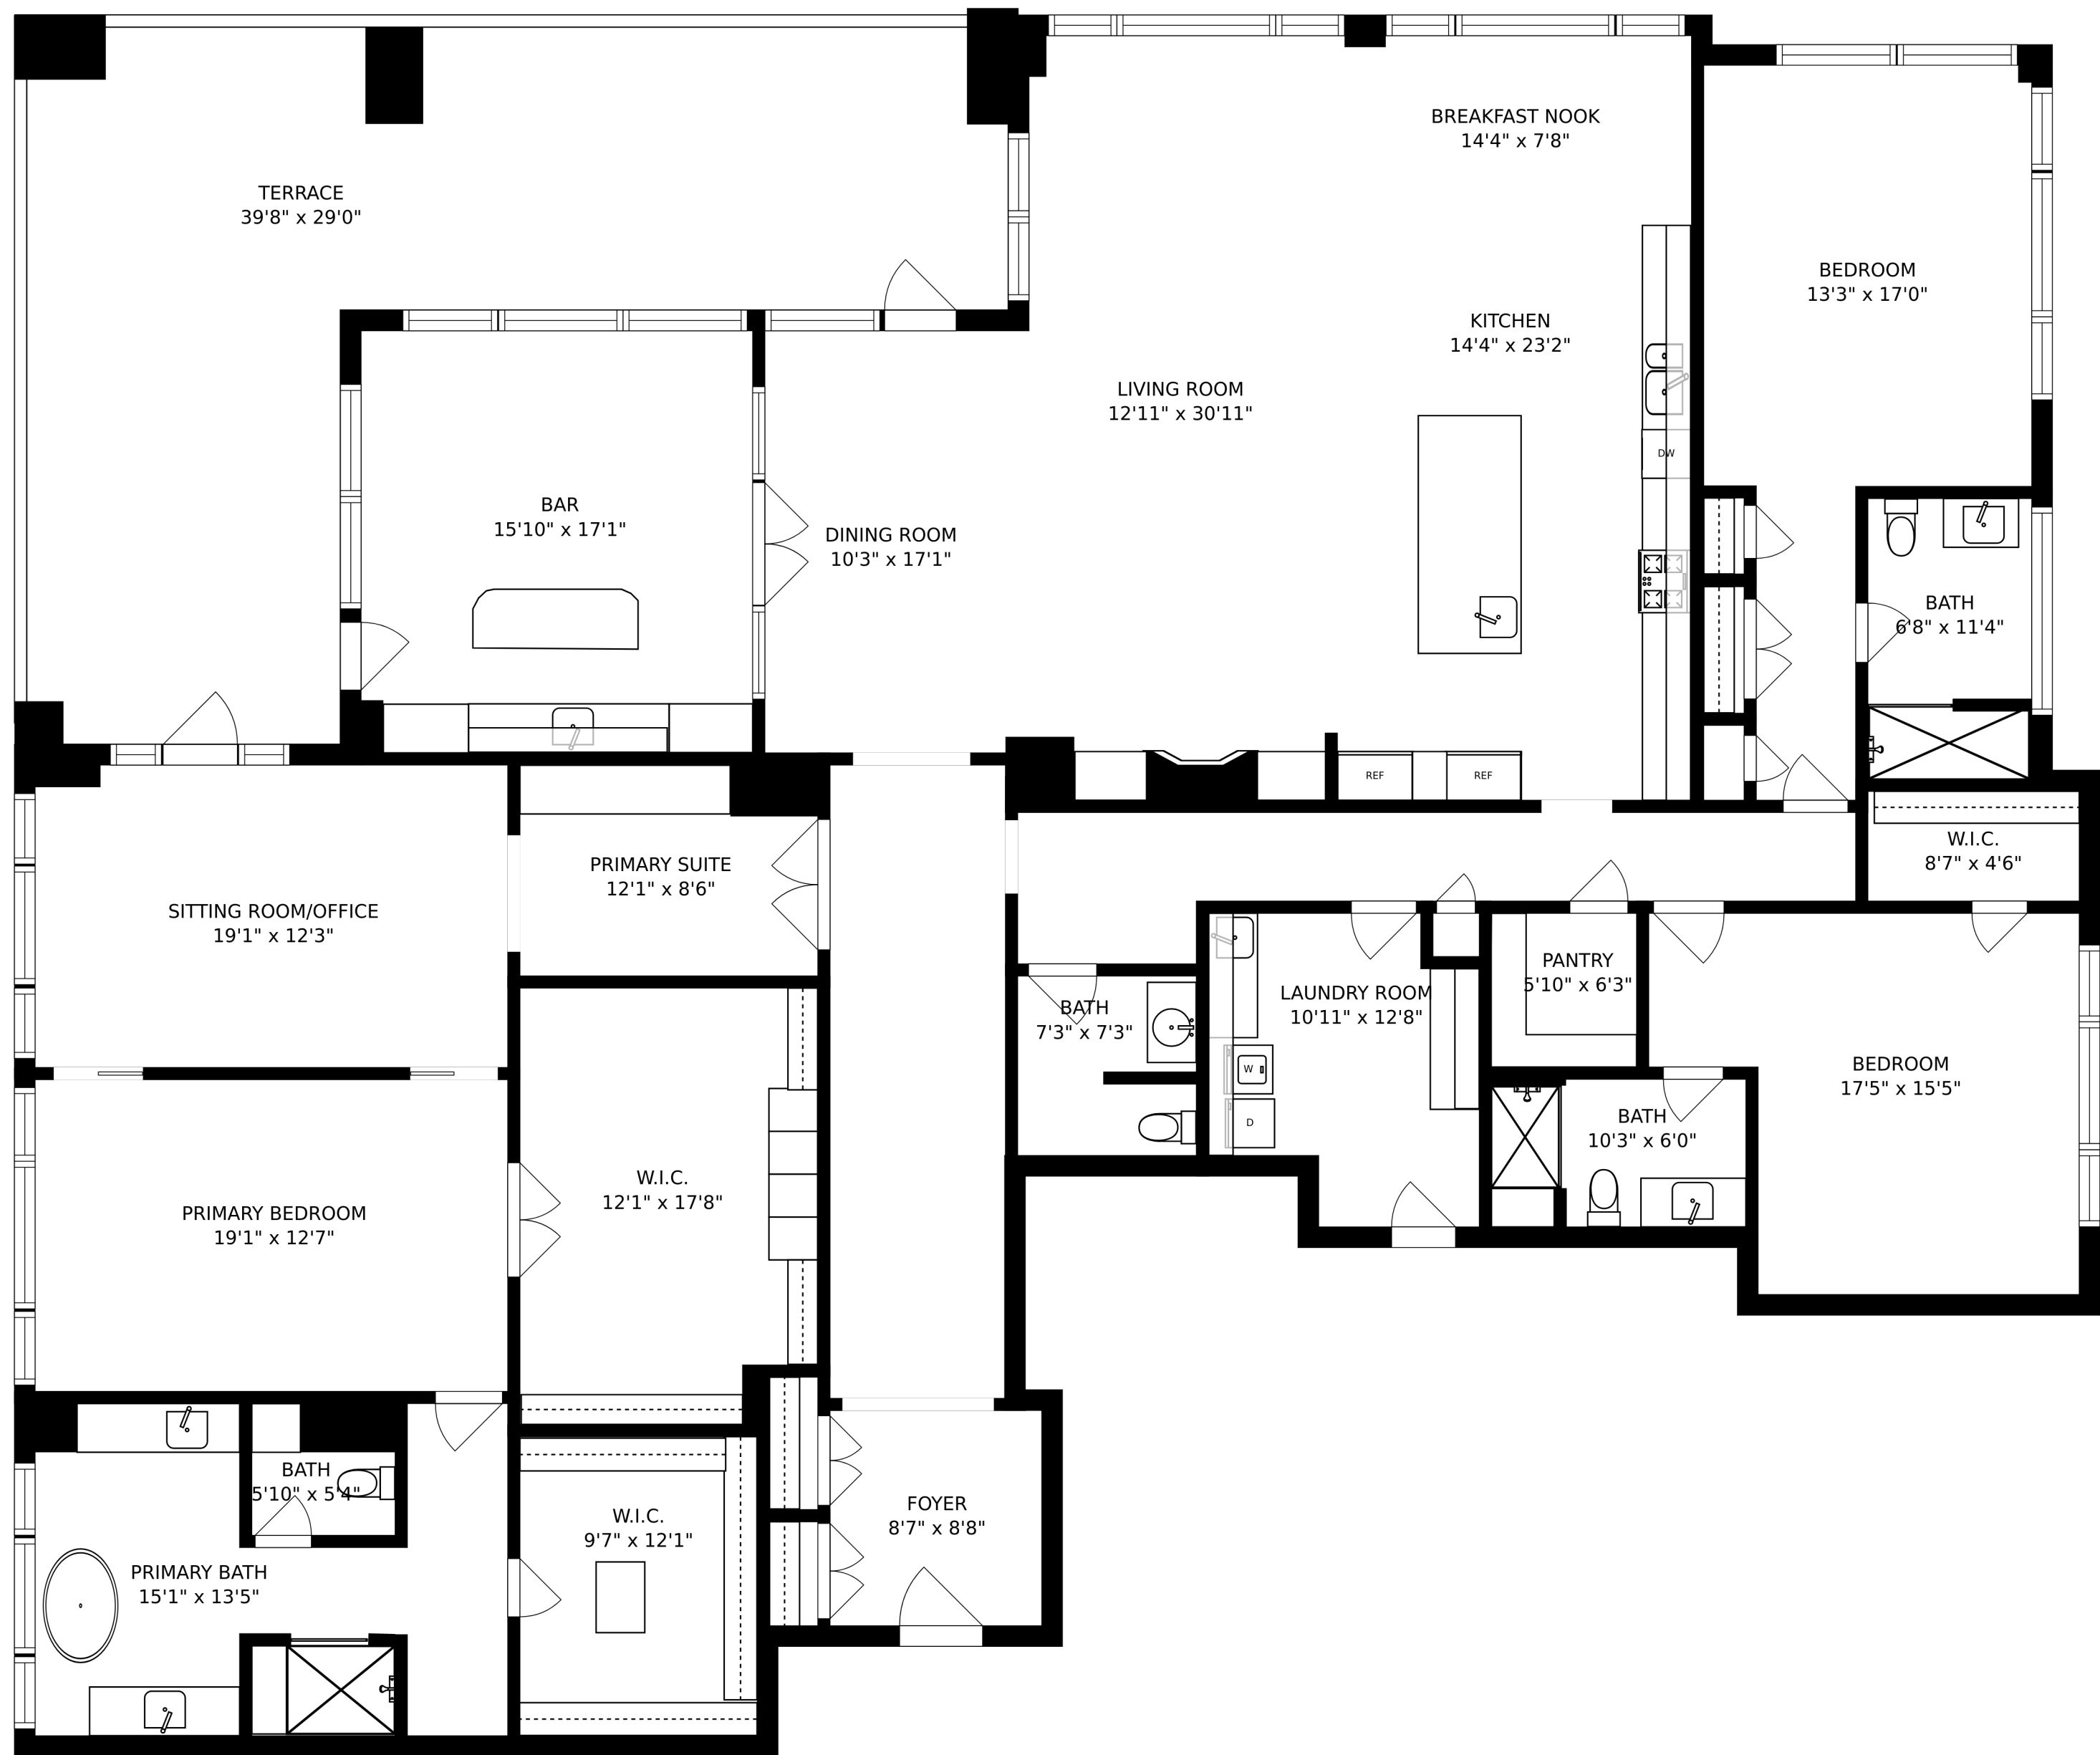 BREAKFAST NOOK
14'4" x 7'8"
TERRACE
39'8" x 29'0"
BEDROOM
13'3" x 17'0"
KITCHEN
14'4" x 23'2"
LIVING ROOM
12'11" x 30'11"
DW
BAR
15'10" x 17'1"
DINING ROOM
10'3" x 17'1"
BATH
6'8" x 11'4"
REF
REF
W.I.C.
8'7" x 4'6"
PRIMARY SUITE
12'1" x 8'6"
SITTING ROOM/OFFICE
19'1" x 12'3"
PANTRY
5'10" x 6'3"
LAUNDRY ROOM
10'11" x 12'8"
BATH
7'3" x 7'3"
W
D
BEDROOM
17'5" x 15'5"
BATH
10'3" x 6'0"
W.I.C.
12'1" x 17'8"
PRIMARY BEDROOM
19'1" x 12'7"
BATH
5'10" x 5'4"
FOYER
8'7" x 8'8"
W.I.C.
9'7" x 12'1"
PRIMARY BATH
15'1" x 13'5"